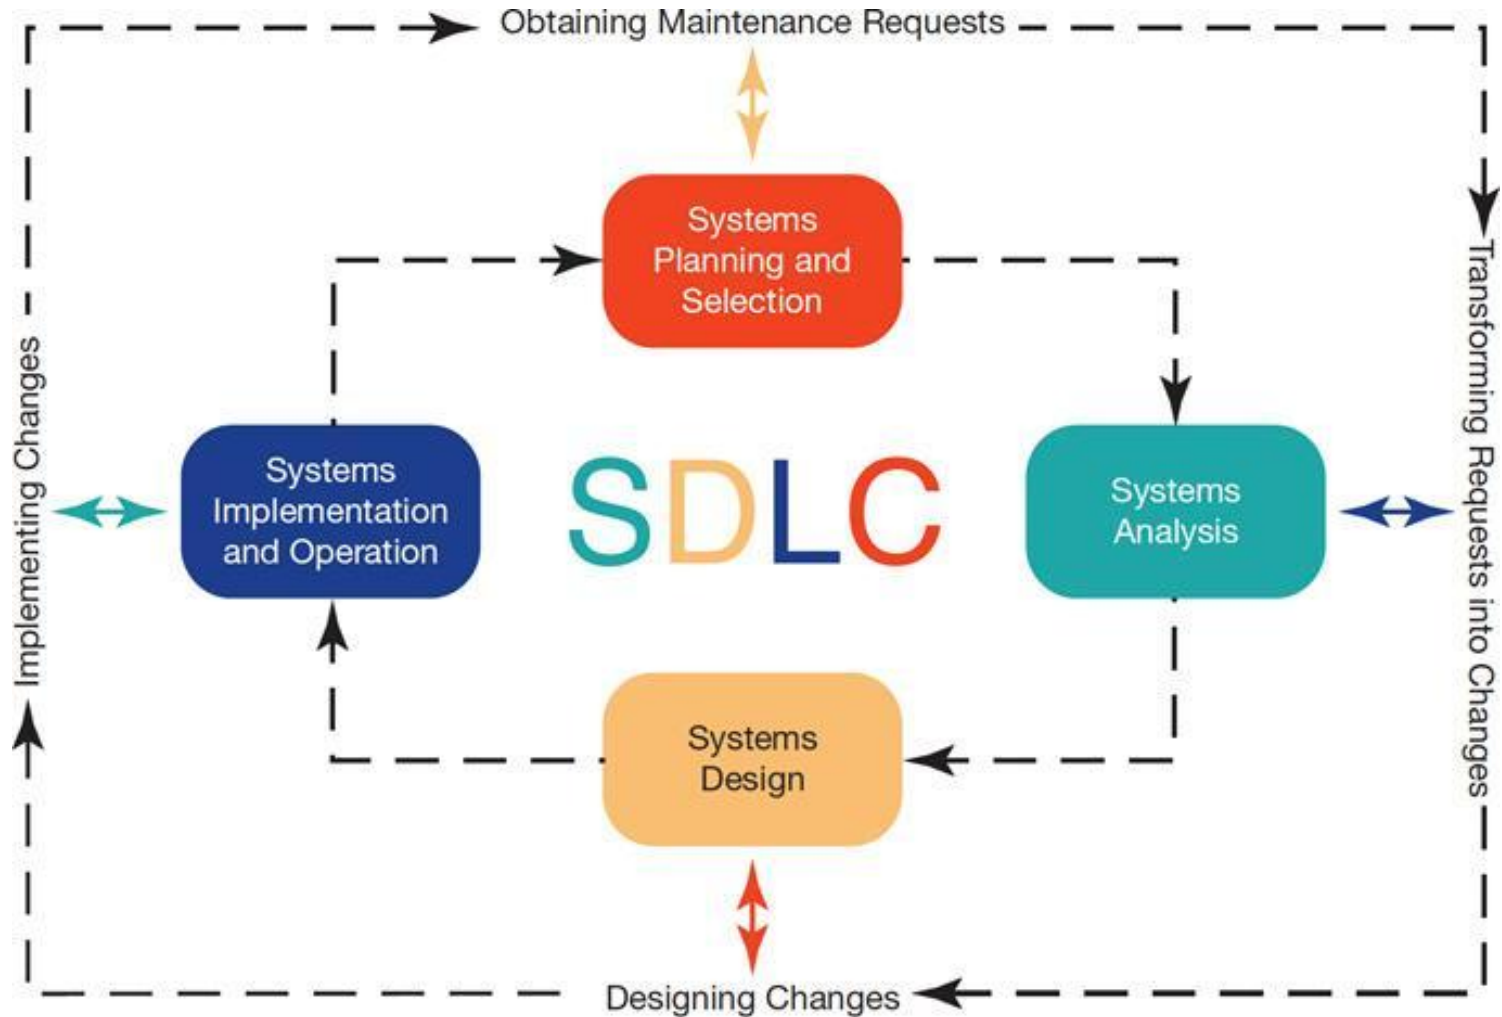 Obtaining Maintenance Requests
Systems
Planning and
Selection
Transforming Requests into Changes
Implementing Changes
Systems
Implementation
and Operation
SDLC
Systems
Analysis
Systems
Design
Designing Changes